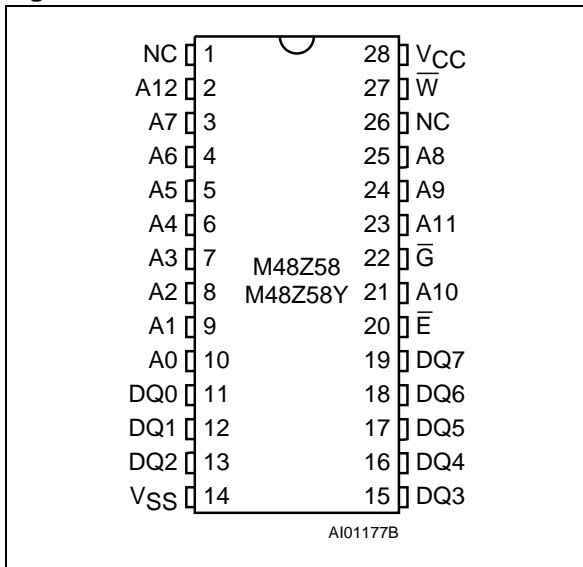 NC 1 28 VCC
A12 2 27 W̅
A7 3 26 NC
A6 4 25 A8
A5 5 24 A9
A4 6 23 A11
A3 7 22 G̅
M48Z58
A2 8 21 A10
M48Z58Y
A1 9 20 E̅
A0 10 19 DQ7
DQ0 11 18 DQ6
DQ1 12 17 DQ5
DQ2 13 16 DQ4
VSS 14 15 DQ3
AI01177B